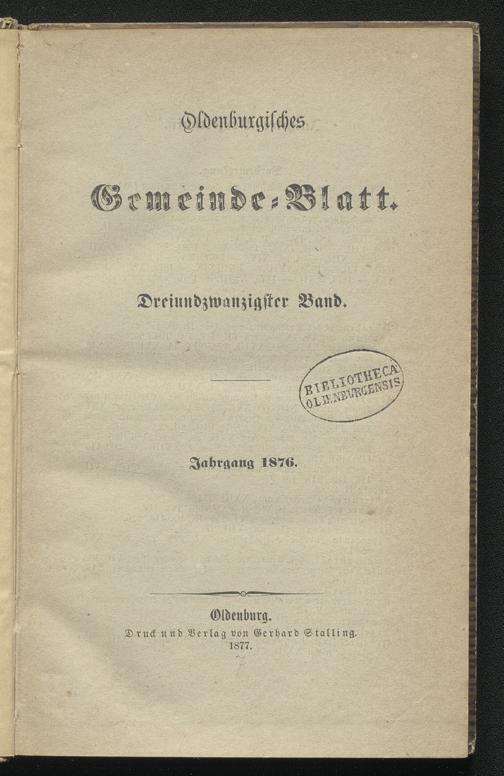 Oldenburgisches
Gemeinde-Blatt.
Dreiundzwanzigster Band.
BIBLIOTHECA
OLDENBURGENSIS
Jahrgang 1876.
Oldenburg.
Druck und Verlag von Gerhard Stalling.
1877.